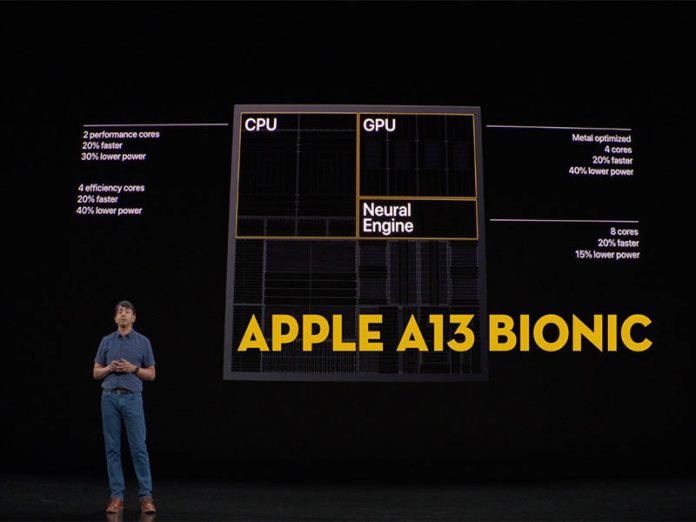 CPU
GPU
Neural
Engine
2 performance cores
20% faster
30% lower power
4 efficiency cores
20% faster
40% lower power
Metal optimized
4 cores
20% faster
40% lower power
8 cores
20% faster
15% lower power
APPLE A13 BIONIC